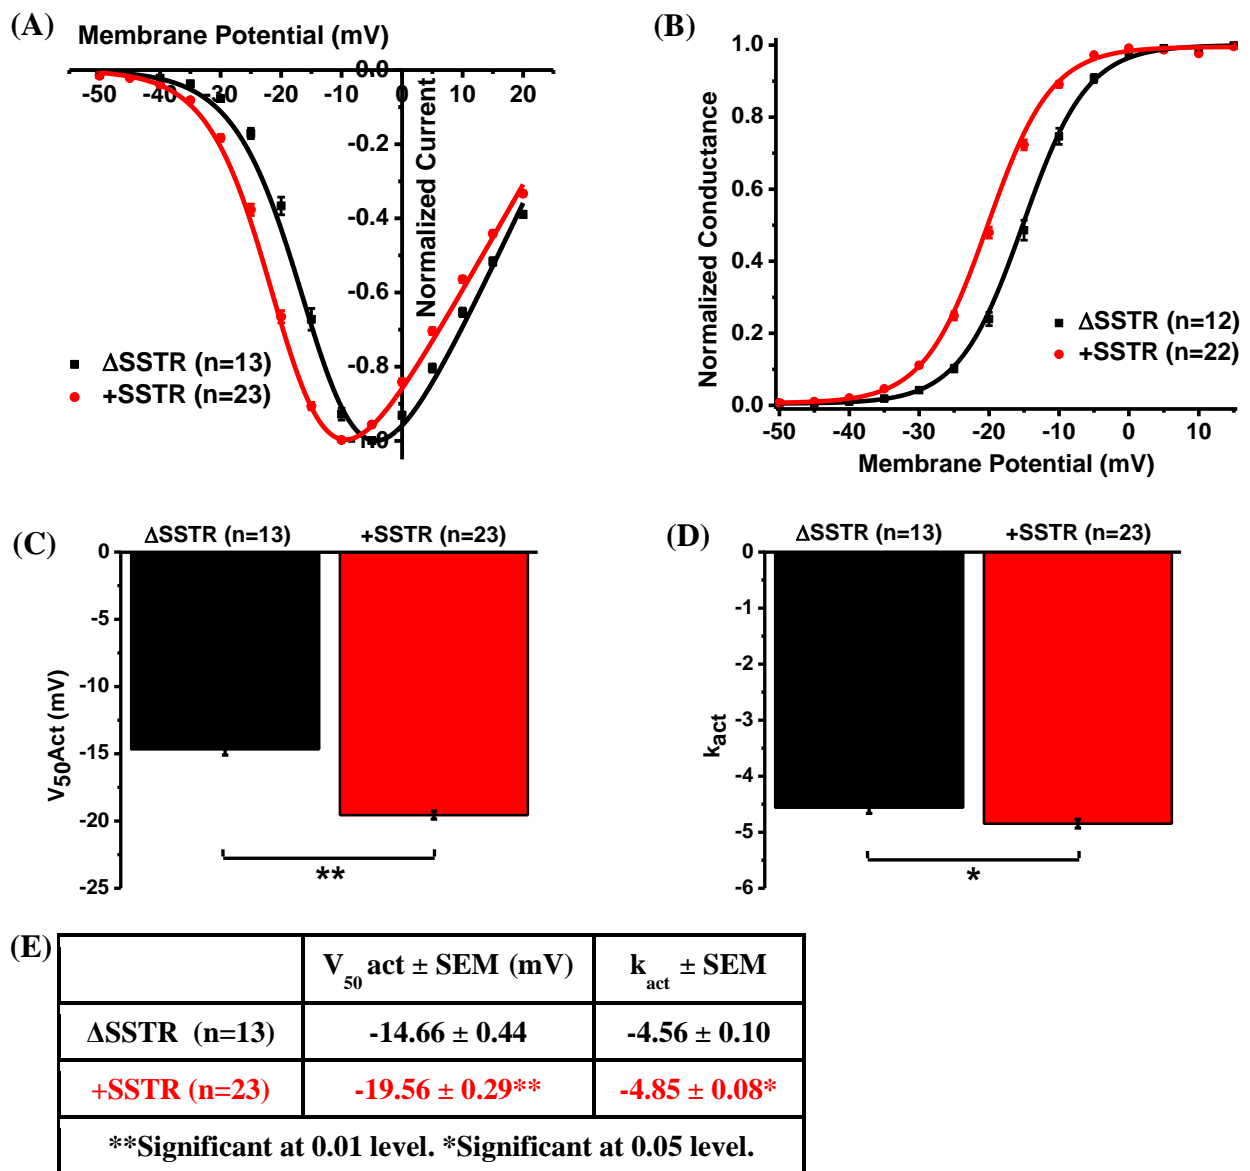 (A)
Membrane Potential (mV)
0.0
-50 -40 -30 -20 -10 0 10 20
-0.2
-0.4
-0.6
-0.8
-1.0
Normalized Current
ΔSSTR (n=13)
+SSTR (n=23)
(B)
1.0
0.8
0.6
0.4
0.2
0.0
Normalized Conductance
ΔSSTR (n=12)
+SSTR (n=22)
-50 -40 -30 -20 -10 0 10
Membrane Potential (mV)
(C)
ΔSSTR (n=13) +SSTR (n=23)
0
-5
-10
-15
-20
-25
V50Act (mV)
**
(D)
ΔSSTR (n=13) +SSTR (n=23)
0
-1
-2
-3
-4
-5
-6
kact
*
(E)
V50 act ± SEM (mV) kact ± SEM
ΔSSTR (n=13) -14.66 ± 0.44 -4.56 ± 0.10
+SSTR (n=23) -19.56 ± 0.29** -4.85 ± 0.08*
**Significant at 0.01 level. *Significant at 0.05 level.